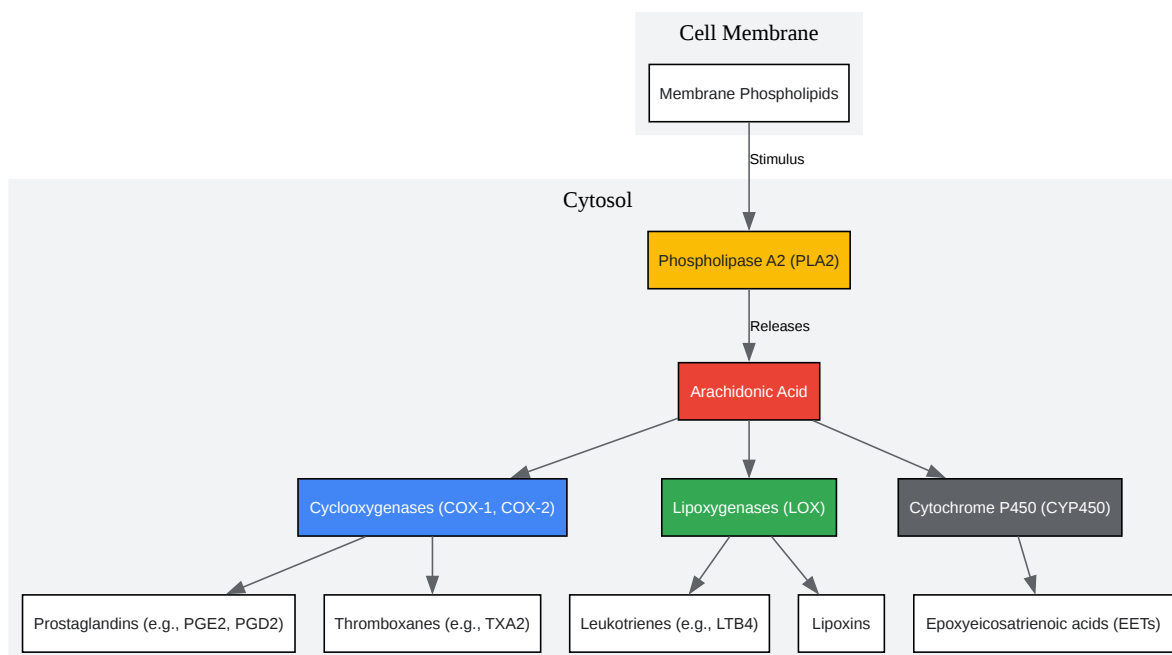 Cell Membrane
Membrane Phospholipids
Stimulus
Cytosol
Phospholipase A2 (PLA2)
Releases
Arachidonic Acid
Cyclooxygenases (COX-1, COX-2)
Lipoxygenases (LOX)
Cytochrome P450 (CYP450)
Prostaglandins (e.g., PGE2, PGD2)
Thromboxanes (e.g., TXA2)
Leukotrienes (e.g., LTB4)
Lipoxins
Epoxyeicosatrienoic acids (EETs)